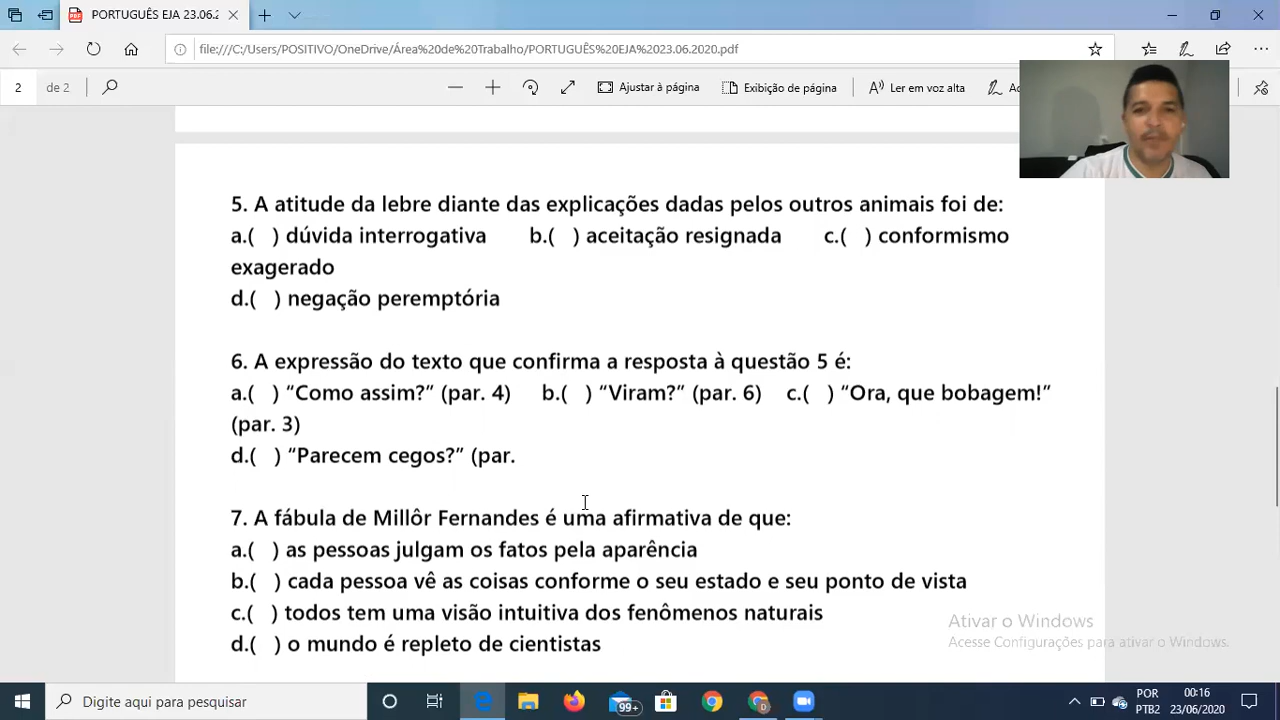 PORTUGUÊS EJA 23.06.2
PDF
file:///C:/Users/POSITIVO/OneDrive/Área%20de%20Trabalho/PORTUGUÊS%20EJA%2023.06.2020.pdf
2 de 2 Ajustar à página Exibição de página Ler em voz alta
5. A atitude da lebre diante das explicações dadas pelos outros animais foi de:
a.( ) dúvida interrogativa b.( ) aceitação resignada c.( ) conformismo
exagerado
d.( ) negação peremptória
6. A expressão do texto que confirma a resposta à questão 5 é:
a.( ) “Como assim?” (par. 4) b.( ) “Viram?” (par. 6) c.( ) “Ora, que bobagem!”
(par. 3)
d.( ) “Parecem cegos?” (par.
7. A fábula de Millôr Fernandes é uma afirmativa de que:
a.( ) as pessoas julgam os fatos pela aparência
b.( ) cada pessoa vê as coisas conforme o seu estado e seu ponto de vista
c.( ) todos tem uma visão intuitiva dos fenômenos naturais
d.( ) o mundo é repleto de cientistas
Ativar o Windows
Acesse Configurações para ativar o Windows.
Digite aqui para pesquisar
99+
D
POR
PTB2
00:16
23/06/2020